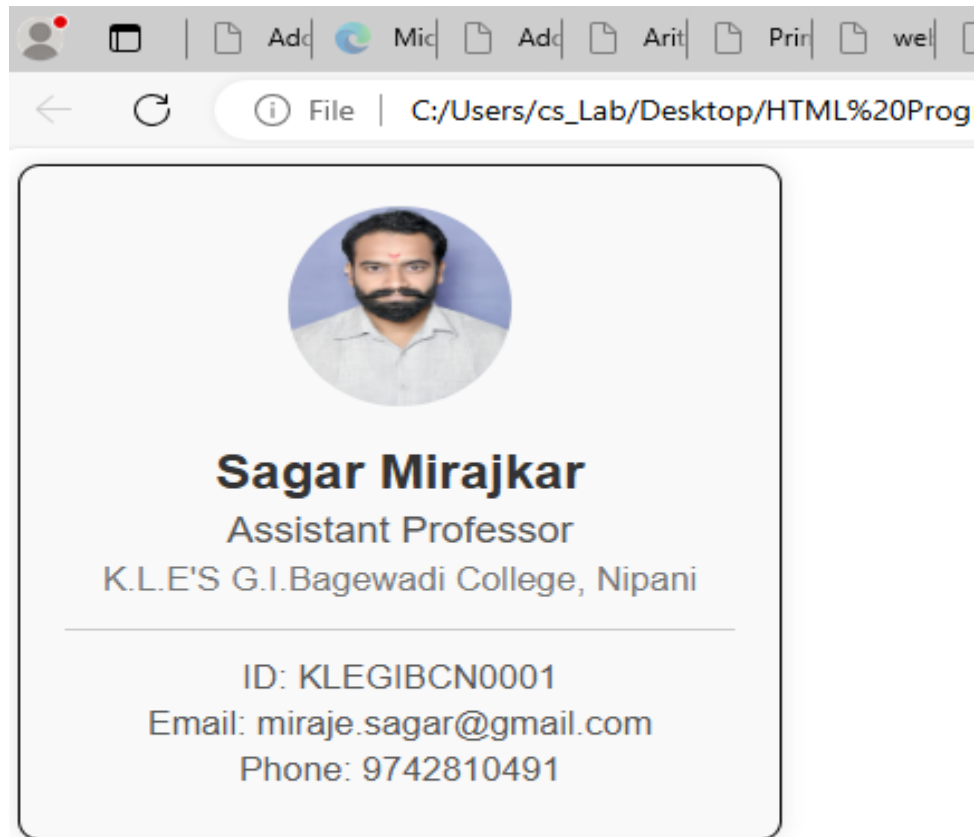 Add Mic Add Arit Prin wel
File C:/Users/cs_Lab/Desktop/HTML%20Prog
Sagar Mirajkar
Assistant Professor
K.L.E'S G.I.Bagewadi College, Nipani
ID: KLEGIBCN0001
Email: miraje.sagar@gmail.com
Phone: 9742810491